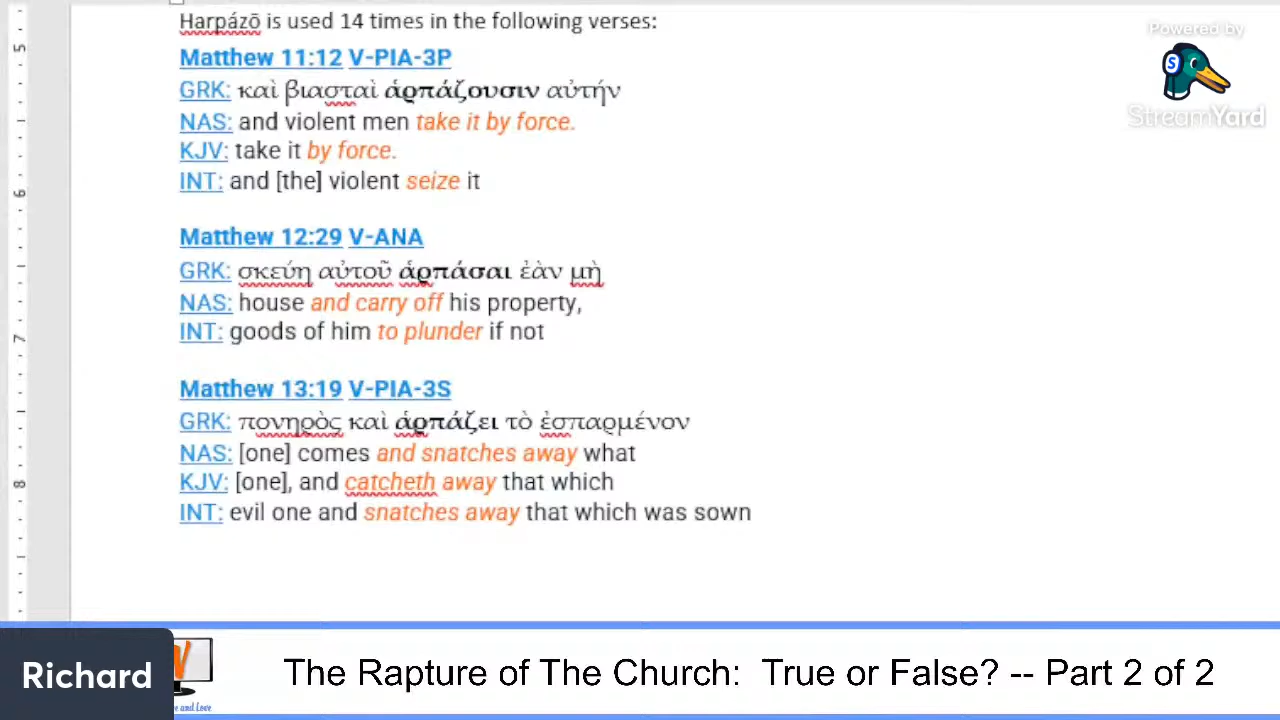 Harpázō is used 14 times in the following verses:
Powered by
StreamYard
5
Matthew 11:12 V-PIA-3P
GRK: καὶ βιασταὶ ἁρπάζουσιν αὐτήν
NAS: and violent men take it by force.
KJV: take it by force.
INT: and [the] violent seize it
6
Matthew 12:29 V-ANA
GRK: σκεύη αὐτοῦ ἁρπάσαι ἐὰν μὴ
NAS: house and carry off his property,
INT: goods of him to plunder if not
7
Matthew 13:19 V-PIA-3S
GRK: πονηρὸς καὶ ἁρπάζει τὸ ἐσπαρμένον
NAS: [one] comes and snatches away what
KJV: [one], and catcheth away that which
8
INT: evil one and snatches away that which was sown
Richard
The Rapture of The Church: True or False? -- Part 2 of 2
and Love